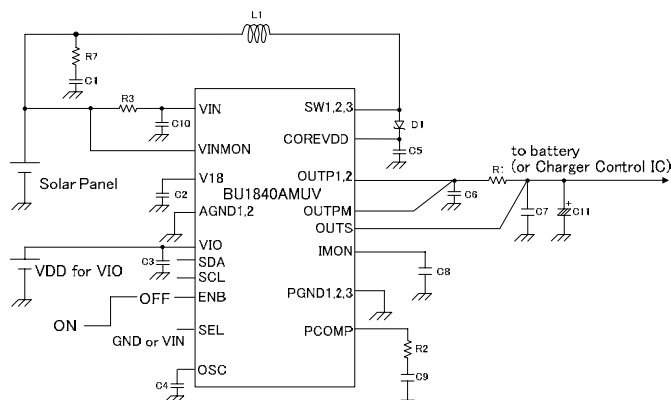 L1
R7
C1
R3
VIN
SW1,2,3
C10
D1
COREVDD
VINMON
C5
to battery
(or Charger Control IC)
V18
OUTP1,2
Solar Panel
C2
BU1840AMUV
C6
C7
C11
AGND1,2
OUTPM
OUTS
VIO
IMON
C3
SDA
C8
VDD for VIO
SCL
OFF
ENB
PGND1,2,3
ON
SEL
PCOMP
GND or VIN
R2
OSC
C4
C9